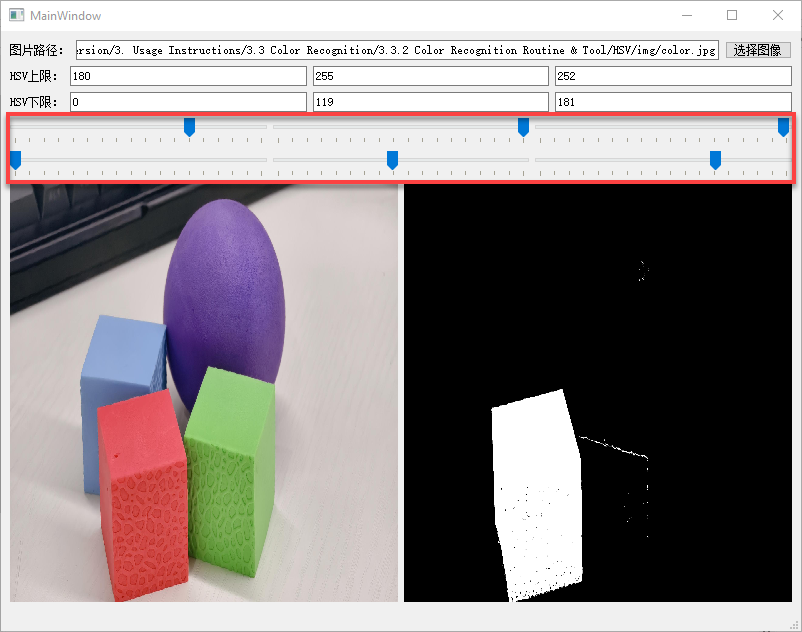 MainWindow
图片路径： ersion/3. Usage Instructions/3.3 Color Recognition/3.3.2 Color Recognition Routine & Tool/HSV/img/color.jpg 选择图像
HSV上限： 180 255 252
HSV下限： 0 119 181